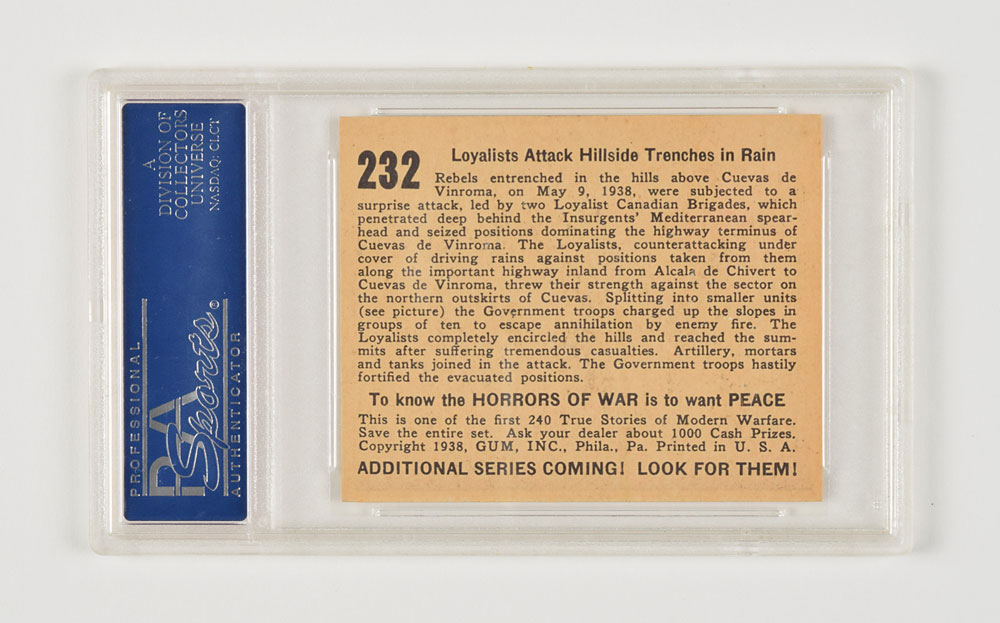 A
DIVISION OF
COLLECTORS
UNIVERSE
NASDAQ: CLCT
PROFESSIONAL
PSA
Sports®
AUTHENTICATOR
232
Loyalists Attack Hillside Trenches in Rain
Rebels entrenched in the hills above Cuevas de
Vinroma, on May 9, 1938, were subjected to a
surprise attack, led by two Loyalist Canadian Brigades, which
penetrated deep behind the Insurgents' Mediterranean spear-
head and seized positions dominating the highway terminus of
Cuevas de Vinroma. The Loyalists, counterattacking under
cover of driving rains against positions taken from them
along the important highway inland from Alcala de Chivert to
Cuevas de Vinroma, threw their strength against the sector on
the northern outskirts of Cuevas. Splitting into smaller units
(see picture) the Government troops charged up the slopes in
groups of ten to escape annihilation by enemy fire. The
Loyalists completely encircled the hills and reached the sum-
mits after suffering tremendous casualties. Artillery, mortars
and tanks joined in the attack. The Government troops hastily
fortified the evacuated positions.
To know the HORRORS OF WAR is to want PEACE
This is one of the first 240 True Stories of Modern Warfare.
Save the entire set. Ask your dealer about 1000 Cash Prizes.
Copyright 1938, GUM, INC., Phila., Pa. Printed in U. S. A.
ADDITIONAL SERIES COMING! LOOK FOR THEM!